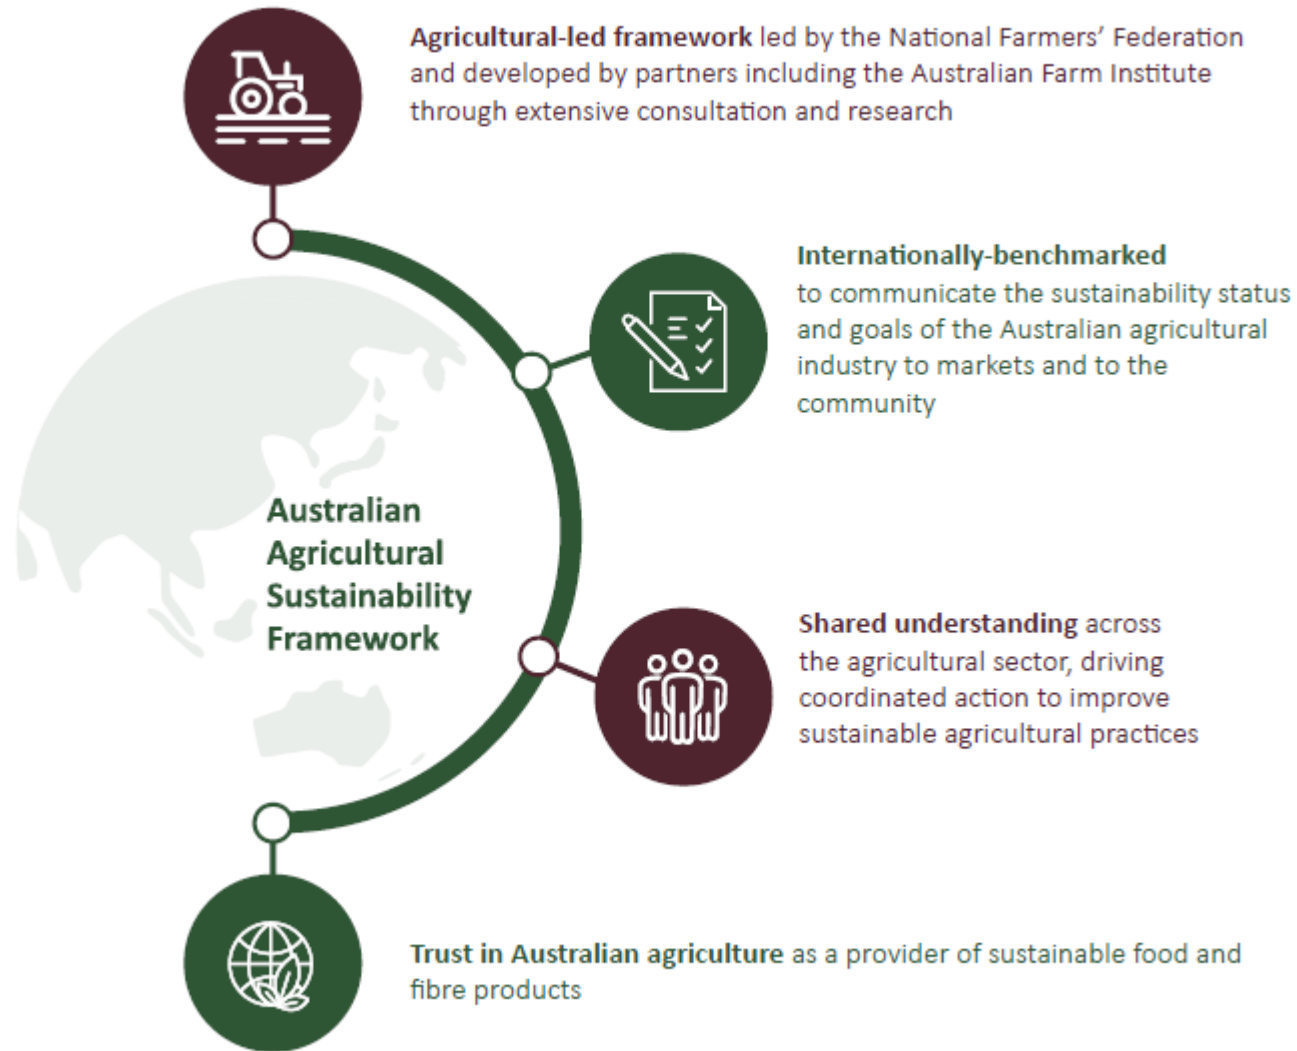 Agricultural-led framework led by the National Farmers' Federation
and developed by partners including the Australian Farm Institute
through extensive consultation and research
Internationally-benchmarked
to communicate the sustainability status
and goals of the Australian agricultural
industry to markets and to the
community
Australian
Agricultural
Sustainability
Framework
Shared understanding across
the agricultural sector, driving
coordinated action to improve
sustainable agricultural practices
Trust in Australian agriculture as a provider of sustainable food and
fibre products